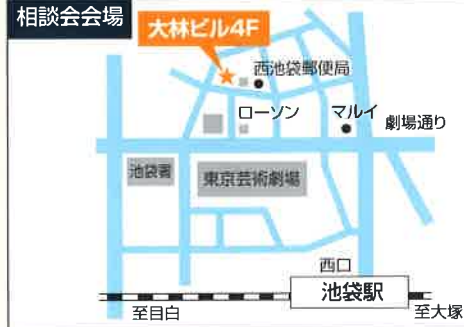 相談会会場
大林ビル4F
西池袋郵便局
ローソン
マルイ
劇場通り
池袋署
東京芸術劇場
西口
池袋駅
至目白
至大塚